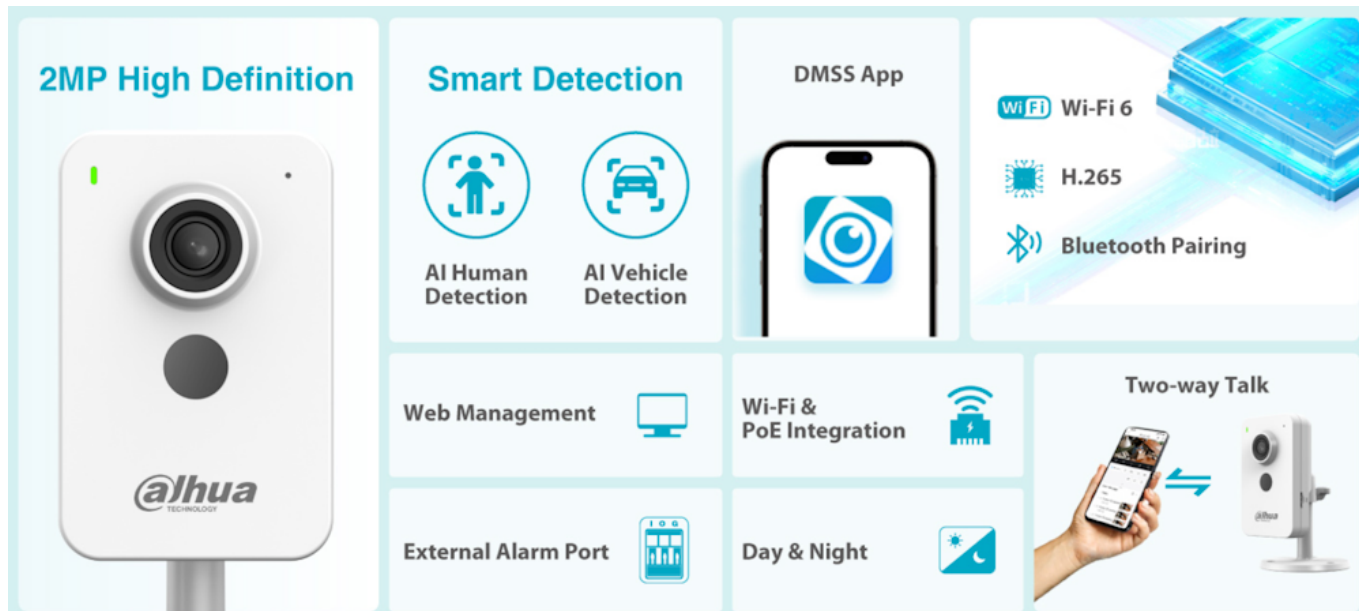 2MP High Definition
alhua
TECHNOLOGY
Smart Detection
AI Human
Detection
AI Vehicle
Detection
DMSS App
WiFi Wi-Fi 6
H.265
Bluetooth Pairing
Web Management
Wi-Fi &
PoE Integration
Two-way Talk
External Alarm Port
I O G
Day & Night